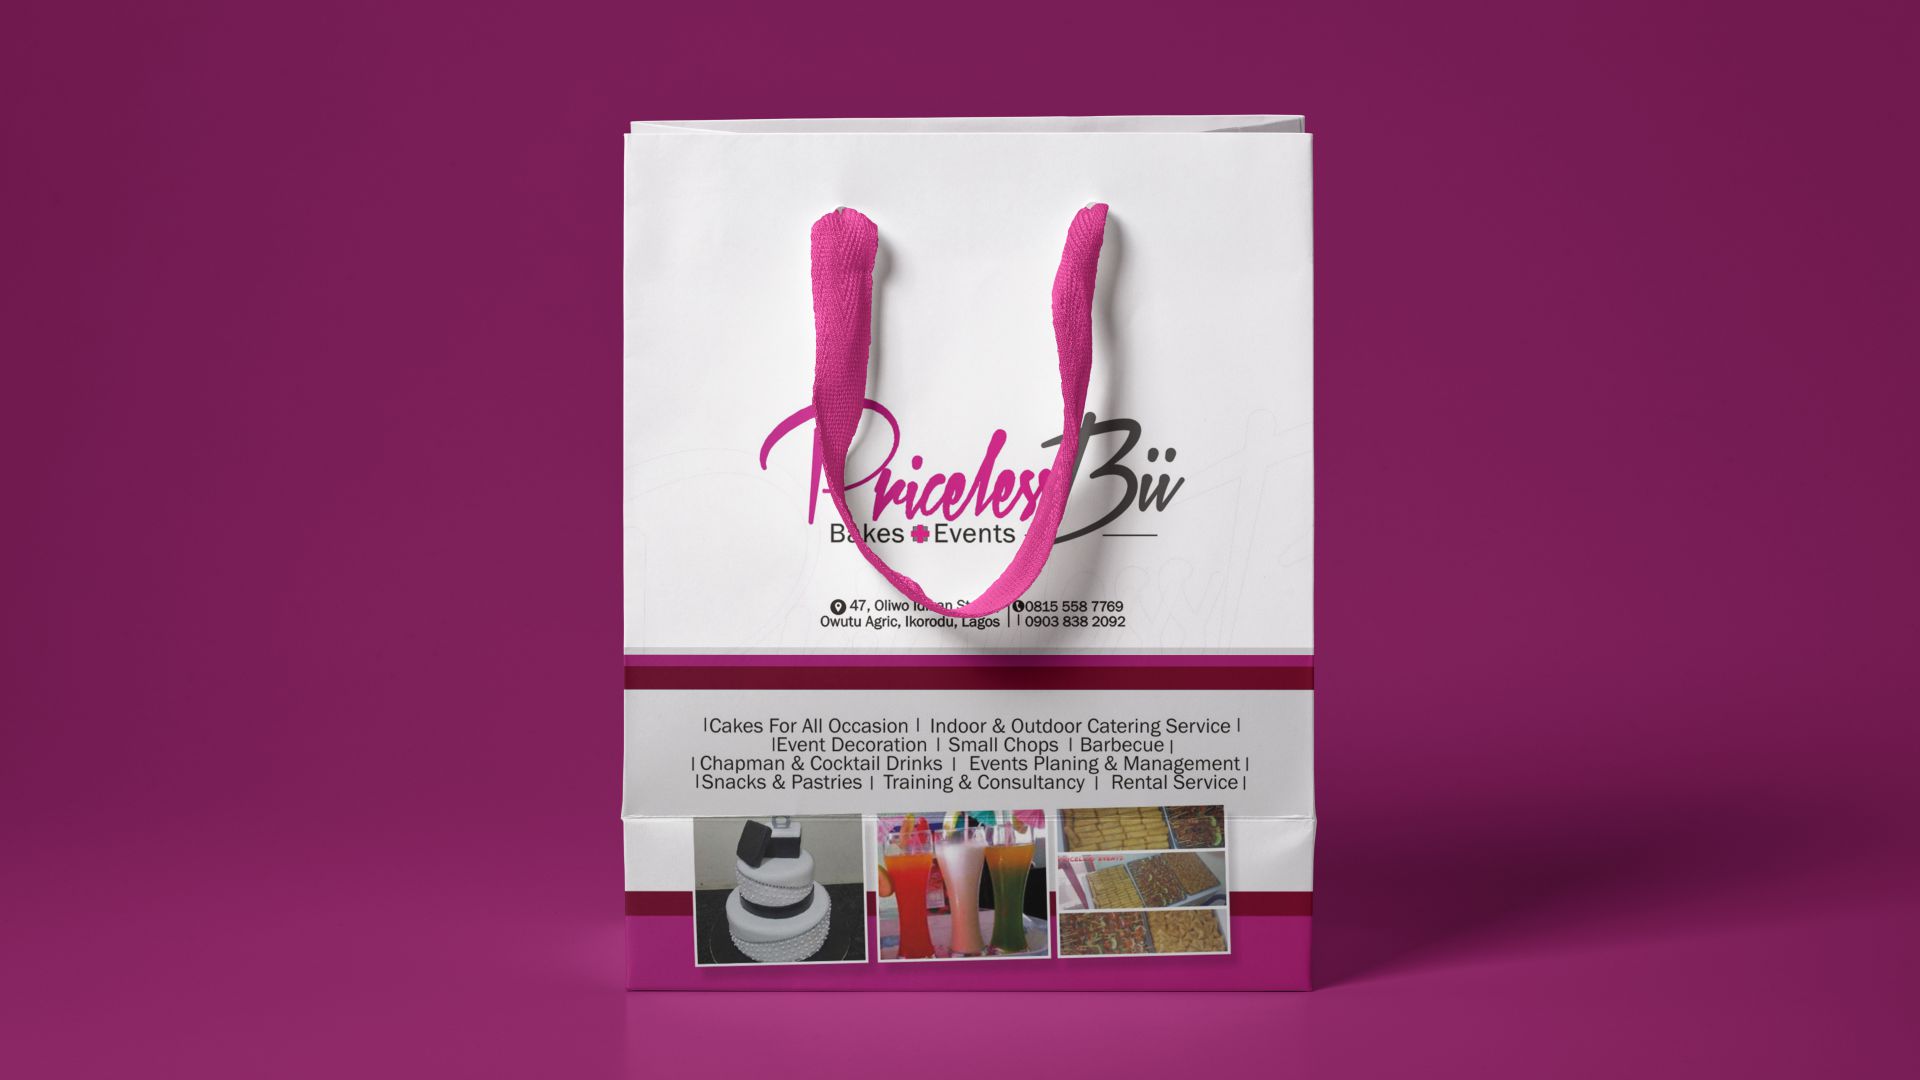 Priceless Bii
Bakes Events
47, Oliwo
Owutu Agric, Ikorodu, Lagos
0815 558 7769
0903 838 2092
|Cakes For All Occasion | Indoor & Outdoor Catering Service |
|Event Decoration | Small Chops | Barbecue |
| Chapman & Cocktail Drinks | Events Planing & Management |
|Snacks & Pastries | Training & Consultancy | Rental Service |
EVENTS